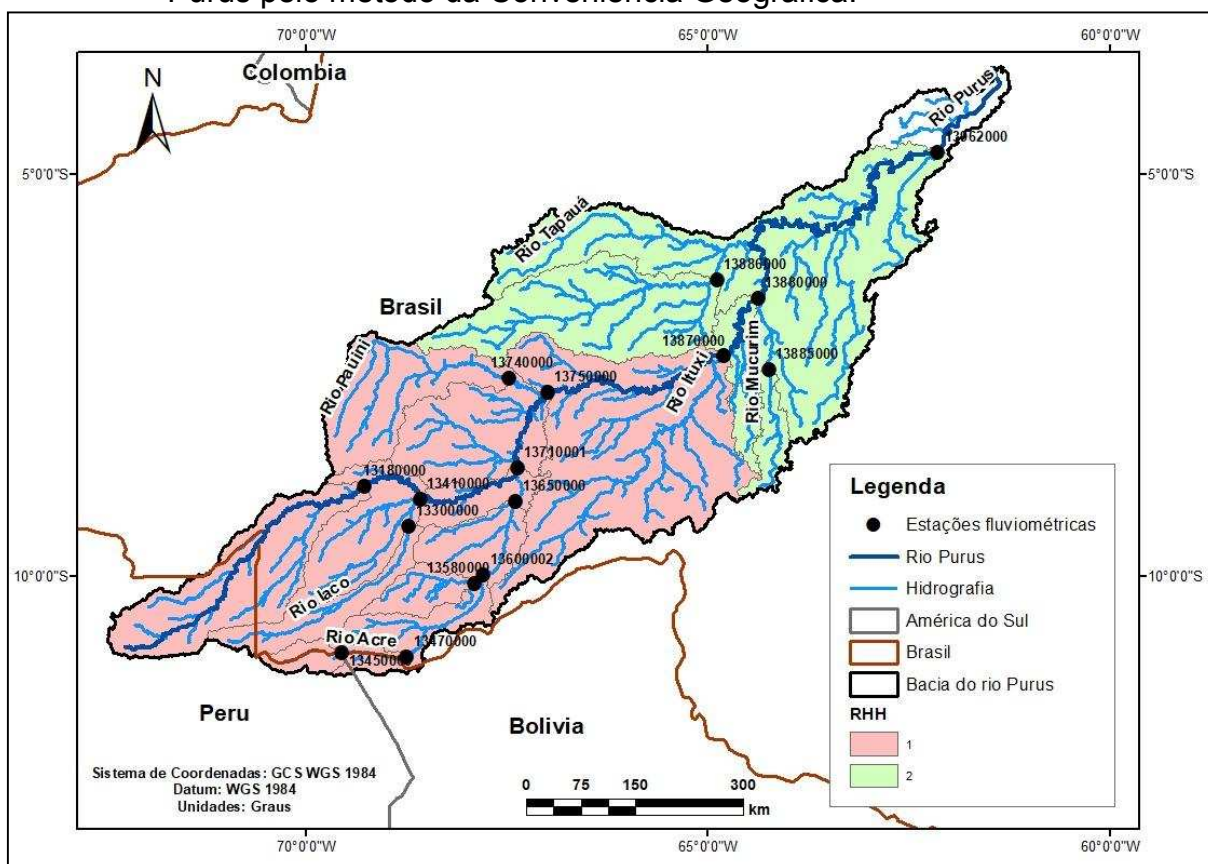 Purus pelo método da Conveniência Geográfica.
70°0'0"W
65°0'0"W
60°0'0"W
Colombia
N
Rio Purus
13962000
5°0'0"S
5°0'0"S
Rio Tapauá
13886000
13880000
Brasil
13870000
13885000
Rio Pauini
13740000
13750000
Rio Ituxi
Rio Mucurim
13710001
13180000
13410000
13650000
13300000
Legenda
Estações fluviométricas
Rio Purus
Hidrografia
América do Sul
Brasil
Bacia do rio Purus
RHH
1
2
13600002
13580000
10°0'0"S
10°0'0"S
Rio Iaco
Rio Acre
13470000
13450000
Peru
Bolivia
Sistema de Coordenadas: GCS WGS 1984
Datum: WGS 1984
Unidades: Graus
0 75 150 300
km
70°0'0"W
65°0'0"W
60°0'0"W